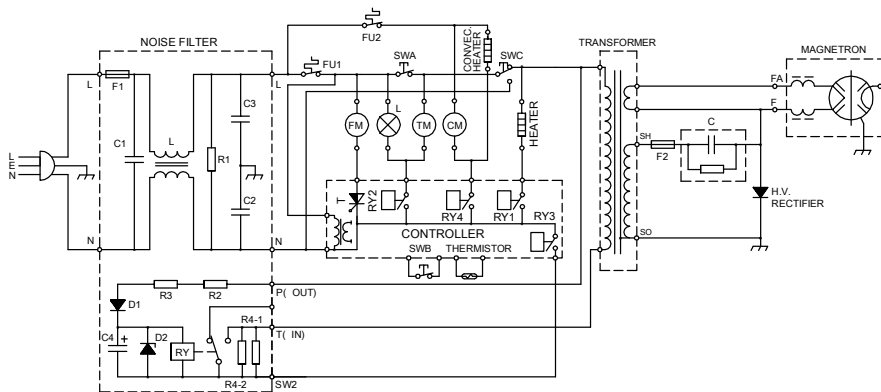 NOISE FILTER
L
F1
C1
L
R1
C3
C2
N
L
E
N
L
N
FU1
FU2
SWA
SWC
CONVEC.
HEATER
FM
L
TM
CM
HEATER
T
RY2
RY4
RY1
RY3
CONTROLLER
SWB
THERMISTOR
TRANSFORMER
MAGNETRON
FA
F
SH
F2
C
H.V.
RECTIFIER
SO
D1
R3
R2
P( OUT)
C4
+
D2
RY
R4-1
R4-2
T( IN)
SW2